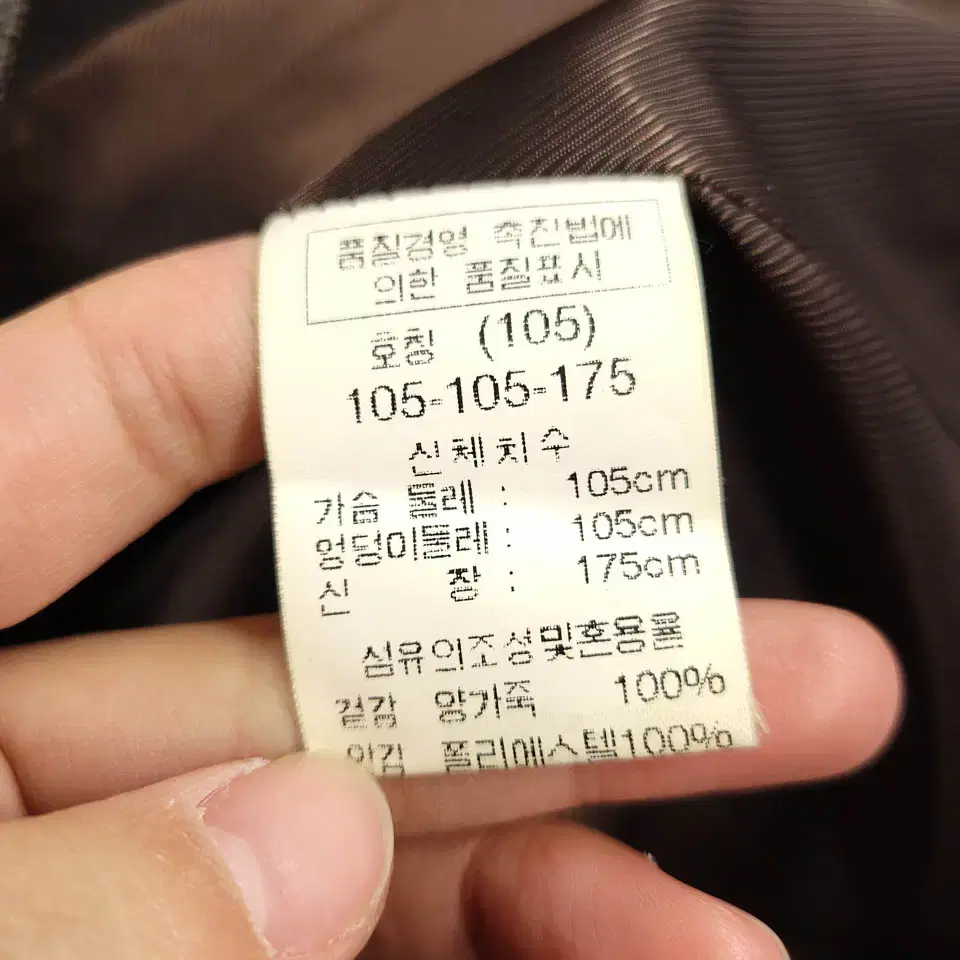 품질경영 촉진법에
의한 품질표시
호칭 (105)
105-105-175
신체치수
가슴 둘레 : 105cm
엉덩이둘레 : 105cm
신 장 : 175cm
섬유의조성및혼용률
겉감 양가죽 100%
안감 폴리에스텔100%